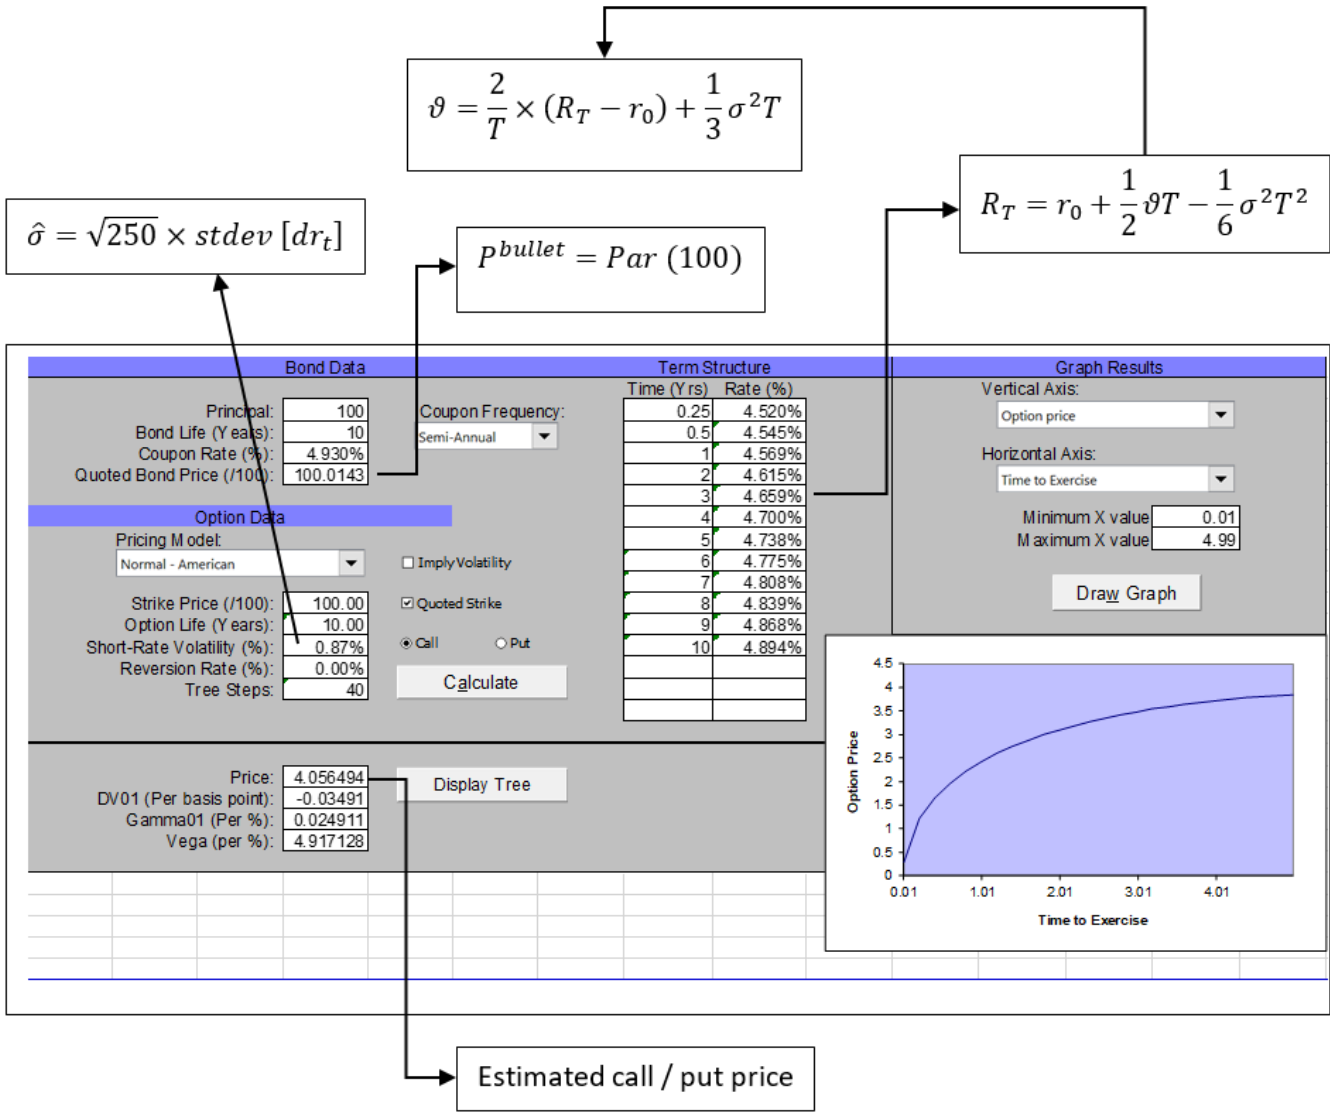 ϑ = 2/T × (R_T − r_0) + 1/3 σ²T
R_T = r_0 + 1/2 ϑT − 1/6 σ²T²
σ̂ = √250 × stdev [dr_t]
P^bullet = Par (100)
Bond Data
Principal: 100
Bond Life (Years): 10
Coupon Rate (%): 4.930%
Quoted Bond Price (/100): 100.0143
Coupon Frequency:
Semi-Annual
Option Data
Pricing Model:
Normal - American
Imply Volatility
Strike Price (/100): 100.00
Quoted Strike
Option Life (Years): 10.00
Short-Rate Volatility (%): 0.87%
Call Put
Reversion Rate (%): 0.00%
Tree Steps: 40
Calculate
Term Structure
Time (Yrs) Rate (%)
0.25 4.520%
0.5 4.545%
1 4.569%
2 4.615%
3 4.659%
4 4.700%
5 4.738%
6 4.775%
7 4.808%
8 4.839%
9 4.868%
10 4.894%
Graph Results
Vertical Axis:
Option price
Horizontal Axis:
Time to Exercise
Minimum X value 0.01
Maximum X value 4.99
Draw Graph
Price: 4.056494
DV01 (Per basis point): -0.03491
Gamma01 (Per %): 0.024911
Vega (per %): 4.917128
Display Tree
Option Price
4.5
4
3.5
3
2.5
2
1.5
1
0.5
0
0.01 1.01 2.01 3.01 4.01
Time to Exercise
Estimated call / put price